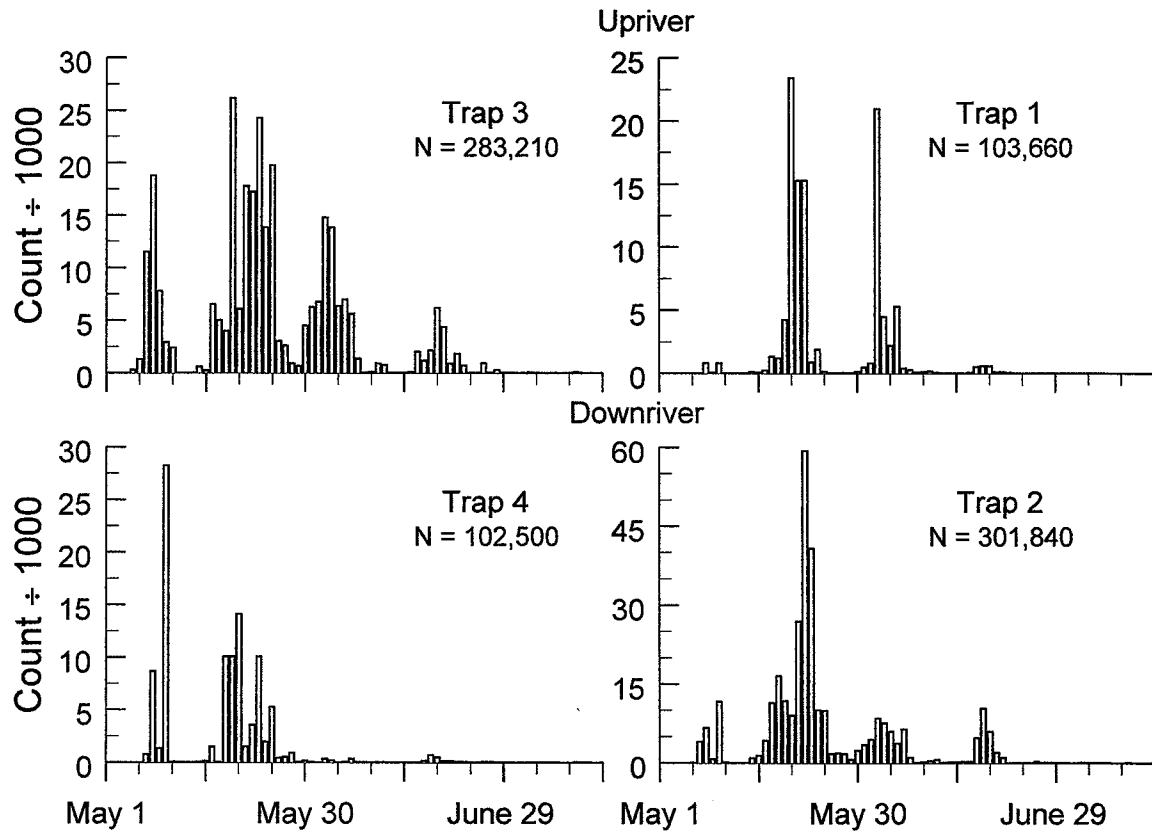 Upriver
Count ÷ 1000
30
25
20
15
10
5
0
Trap 3
N = 283,210
25
20
15
10
5
0
Trap 1
N = 103,660
Downriver
Count ÷ 1000
30
25
20
15
10
5
0
Trap 4
N = 102,500
May 1
May 30
June 29
60
45
30
15
0
Trap 2
N = 301,840
May 1
May 30
June 29